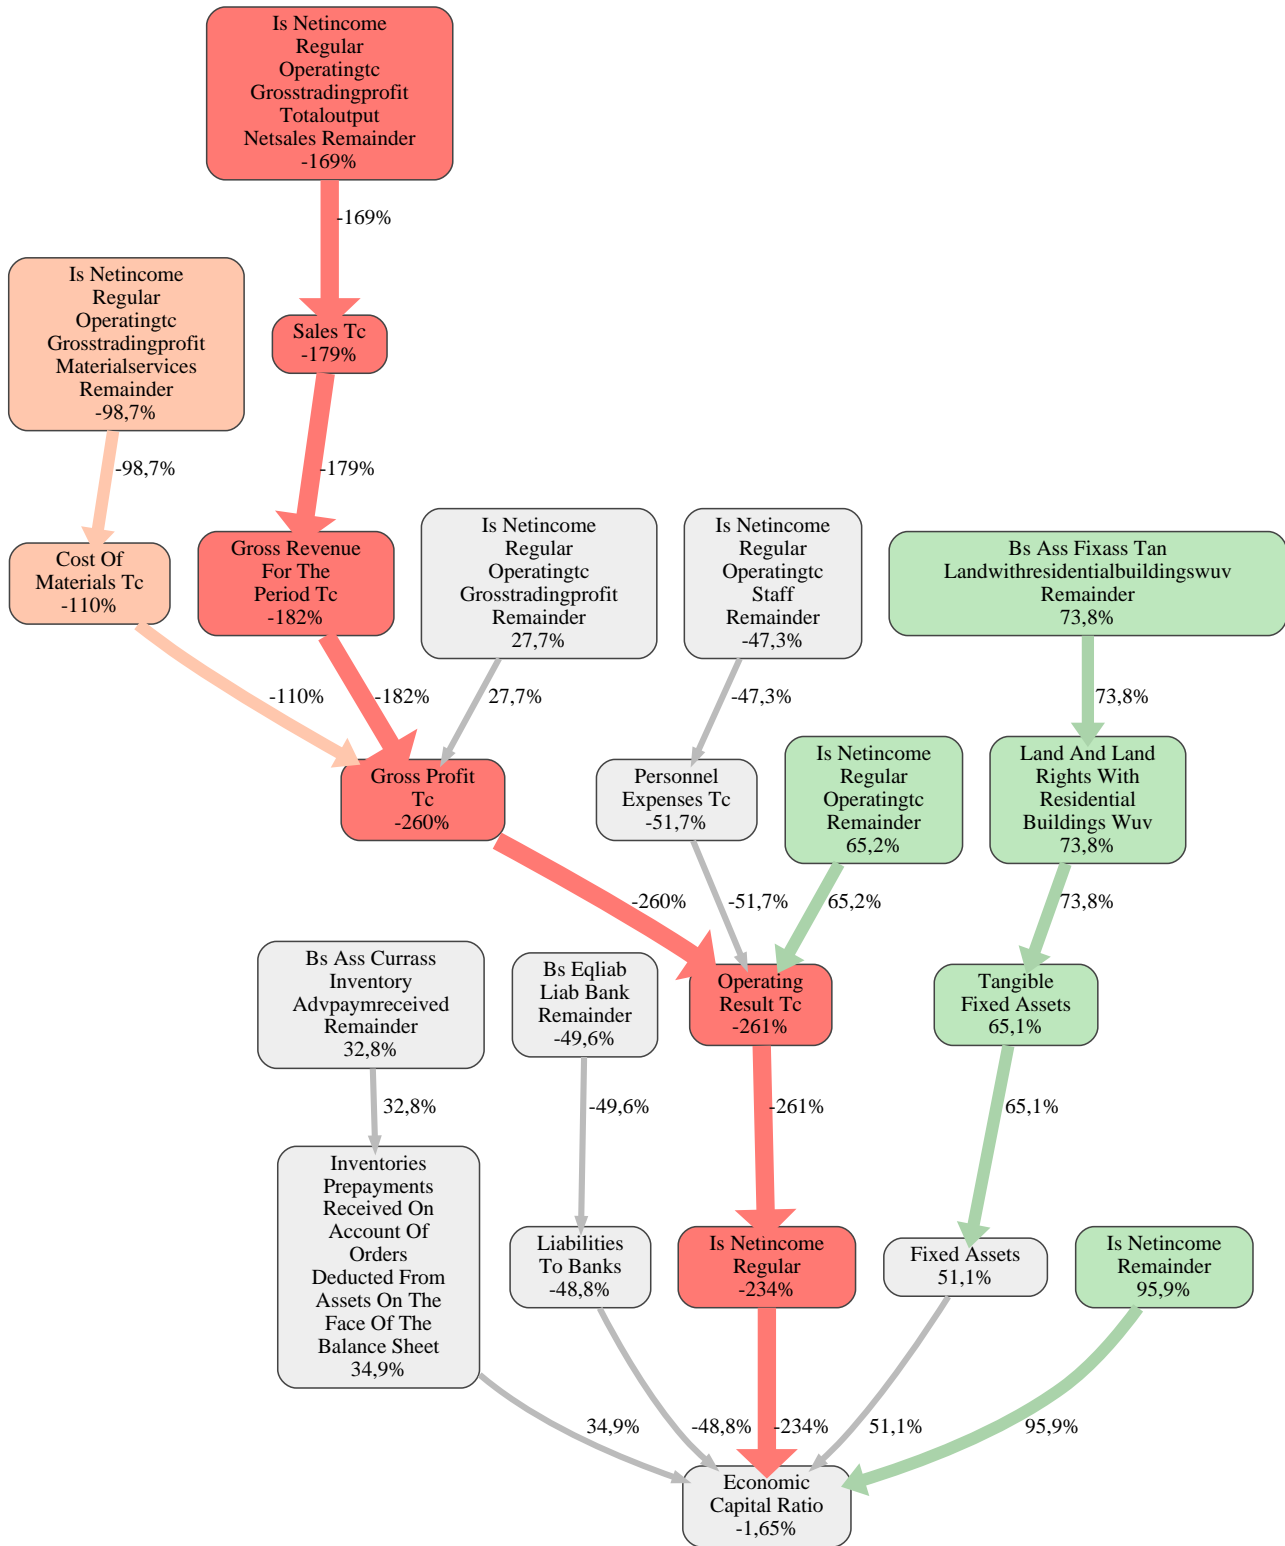 Is Netincome
Regular
Operatingtc
Grosstradingprofit
Totaloutput
Netsales Remainder
-169%
-169%
Is Netincome
Regular
Operatingtc
Grosstradingprofit
Materialservices
Remainder
-98,7%
Sales Tc
-179%
-98,7%
-179%
Cost Of
Materials Tc
-110%
Gross Revenue
For The
Period Tc
-182%
Is Netincome
Regular
Operatingtc
Grosstradingprofit
Remainder
27,7%
Is Netincome
Regular
Operatingtc
Staff
Remainder
-47,3%
Bs Ass Fixass Tan
Landwithresidentialbuildingswuv
Remainder
73,8%
-110%
-182%
27,7%
-47,3%
73,8%
Gross Profit
Tc
-260%
Personnel
Expenses Tc
-51,7%
Is Netincome
Regular
Operatingtc
Remainder
65,2%
Land And Land
Rights With
Residential
Buildings Wuv
73,8%
-260%
-51,7%
65,2%
73,8%
Bs Ass Currass
Inventory
Advpaymreceived
Remainder
32,8%
Bs Eqliab
Liab Bank
Remainder
-49,6%
Operating
Result Tc
-261%
Tangible
Fixed Assets
65,1%
32,8%
-49,6%
-261%
65,1%
Inventories
Prepayments
Received On
Account Of
Orders
Deducted From
Assets On The
Face Of The
Balance Sheet
34,9%
Liabilities
To Banks
-48,8%
Is Netincome
Regular
-234%
Fixed Assets
51,1%
Is Netincome
Remainder
95,9%
34,9%
-48,8%
-234%
51,1%
95,9%
Economic
Capital Ratio
-1,65%